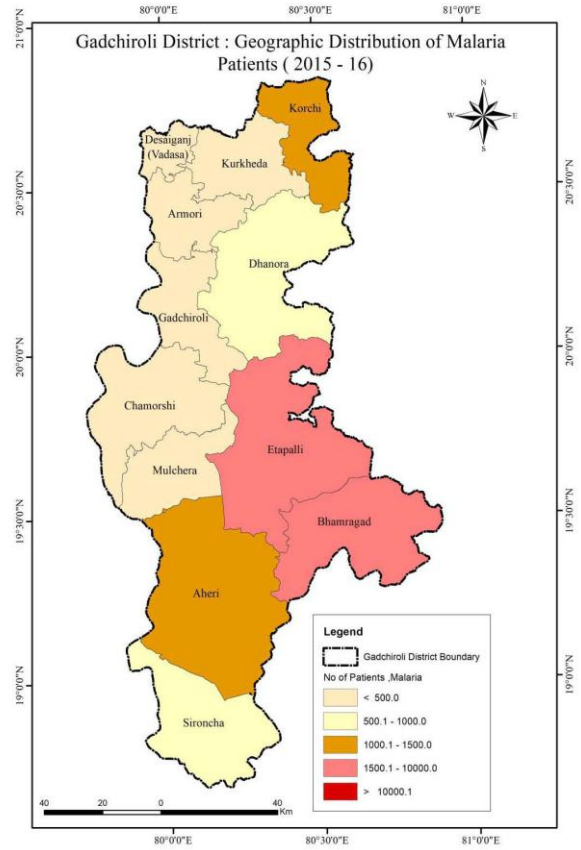 80°0'0"E 80°30'0"E 81°0'0"E
Gadchiroli District : Geographic Distribution of Malaria
Patients ( 2015 - 16)
21°0'0"N
21°0'0"N
N
W E
S
Korchi
Desaiganj
(Vadasa)
Kurkheda
20°30'0"N
20°30'0"N
Armori
Dhanora
Gadchiroli
20°0'0"N
20°0'0"N
Chamorshi
Etapalli
Mulchera
19°30'0"N
19°30'0"N
Bhamragad
Aheri
19°0'0"N
19°0'0"N
Sironcha
Legend
Gadchiroli District Boundary
No of Patients ,Malaria
< 500.0
500.1 - 1000.0
1000.1 - 1500.0
1500.1 - 10000.0
> 10000.1
40 20 0 40
Km
80°0'0"E 80°30'0"E 81°0'0"E